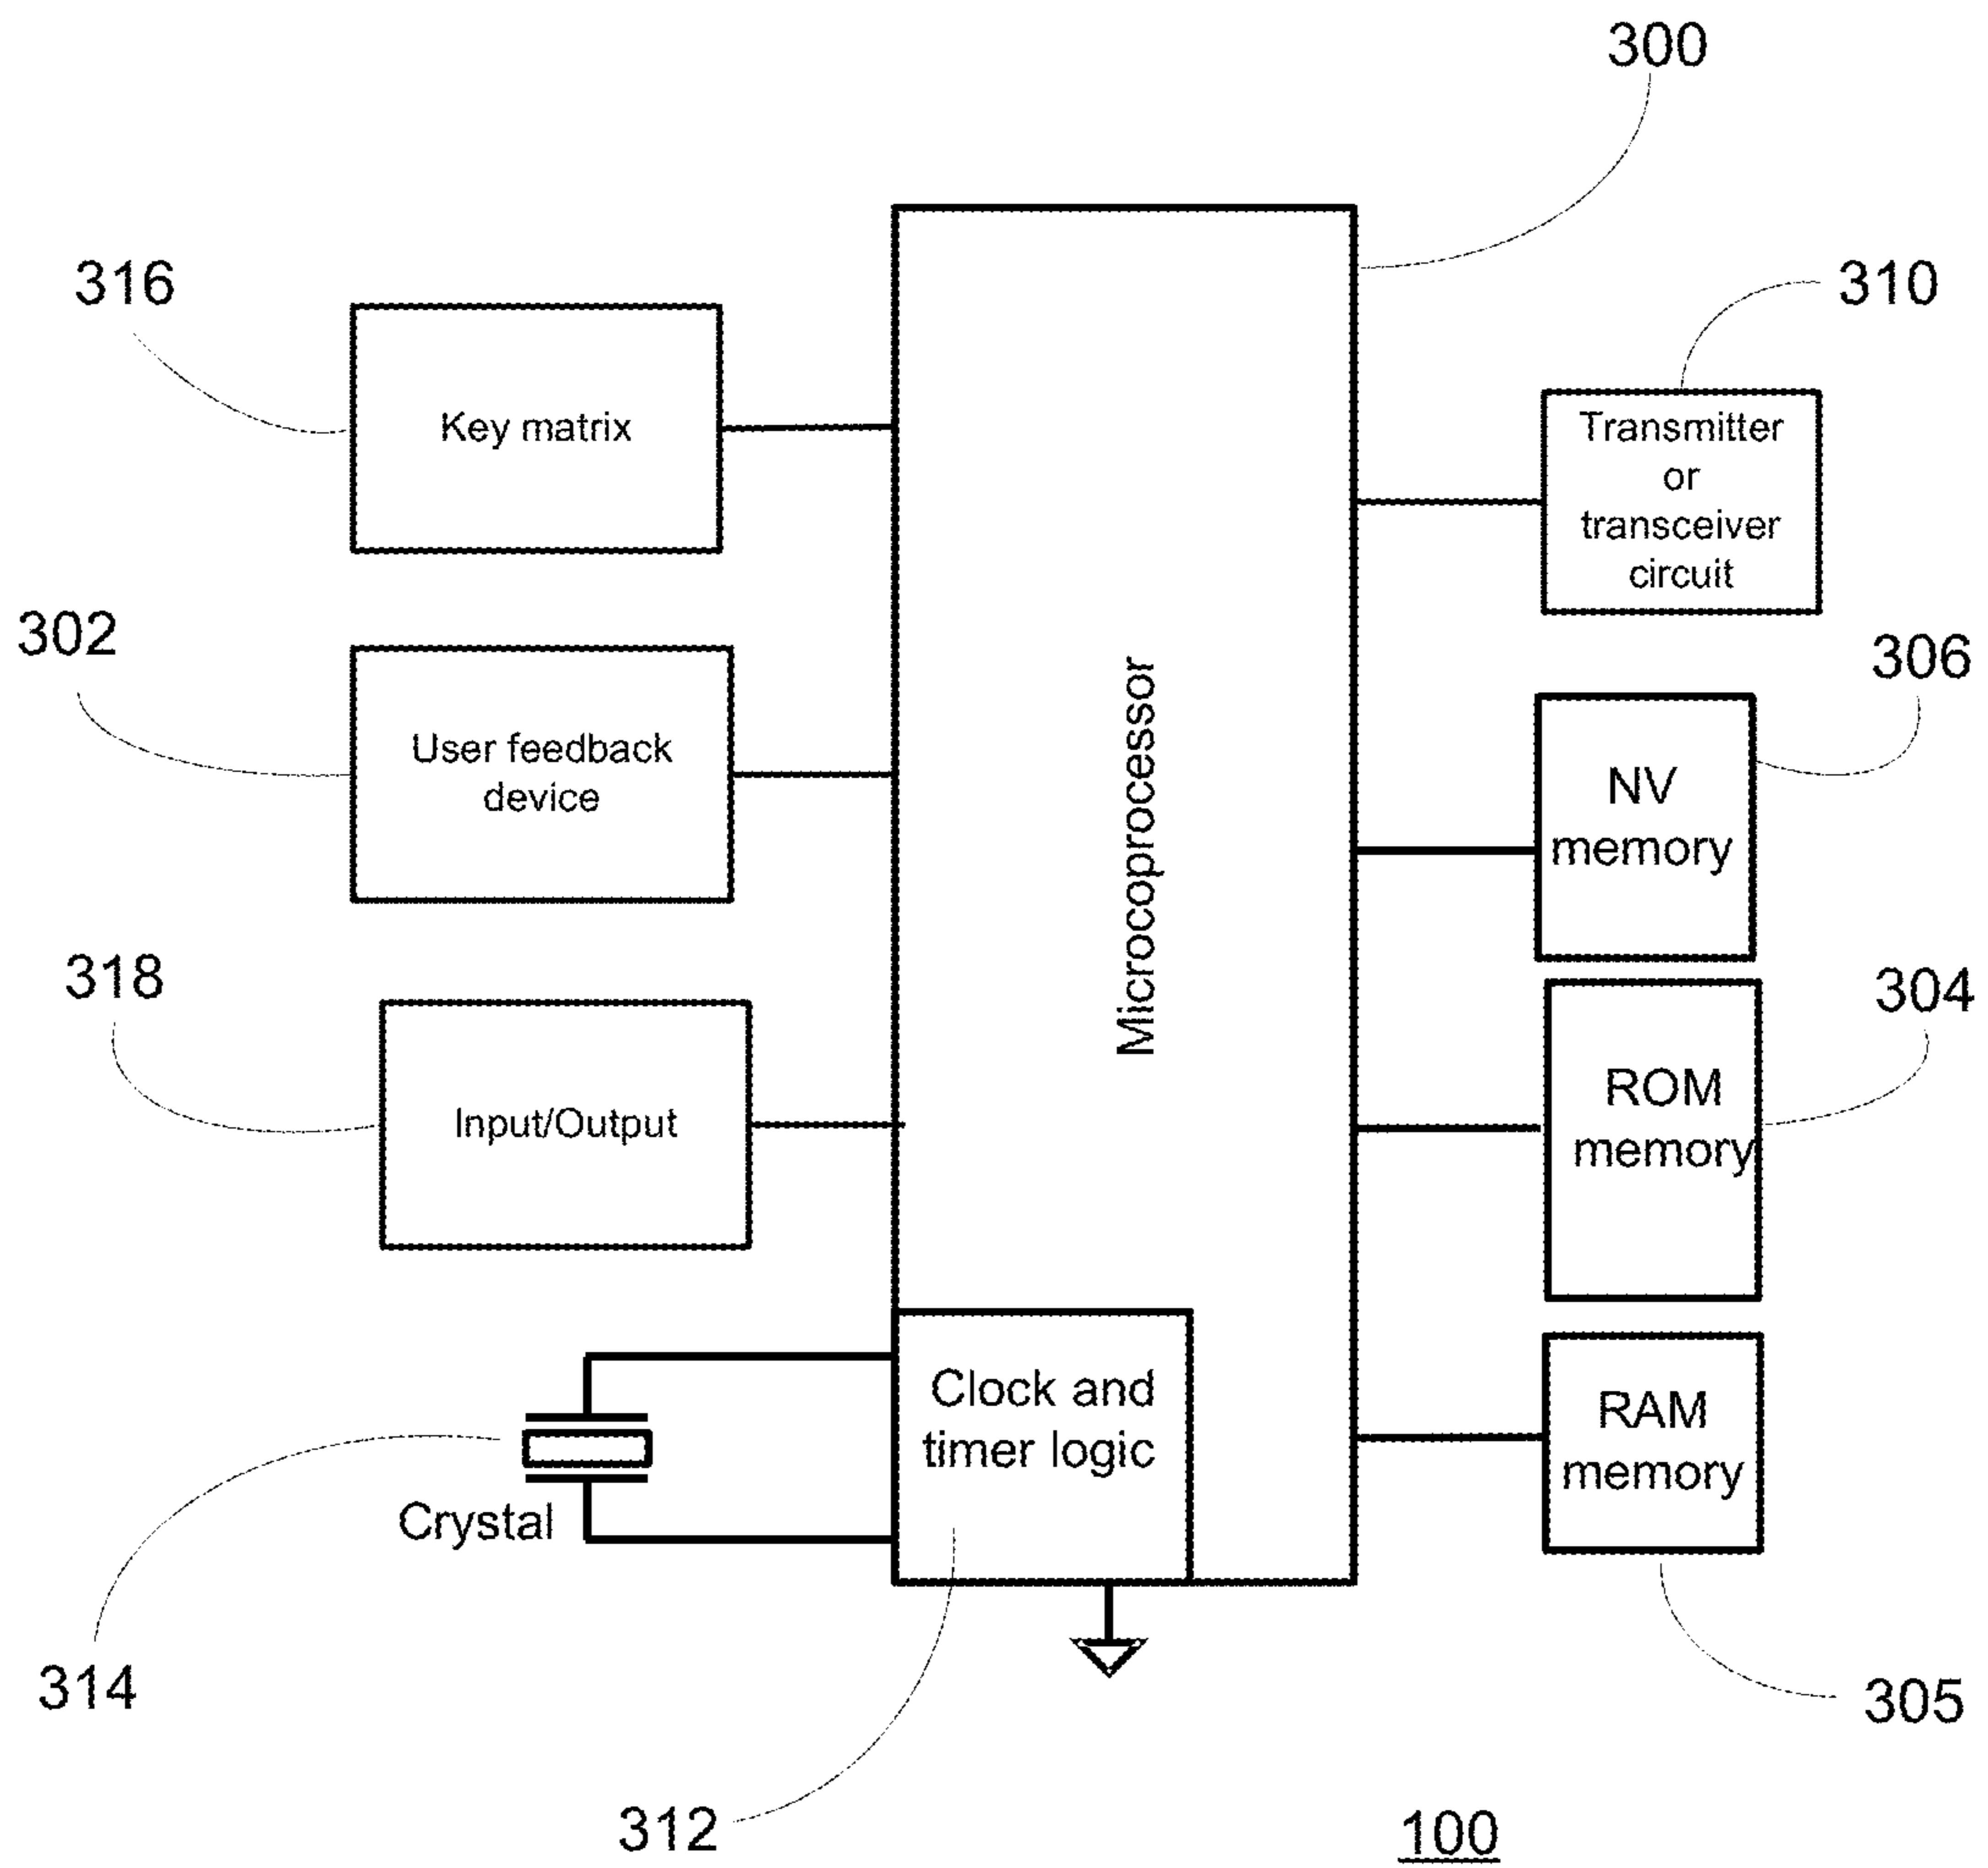 300
316
310
Key matrix
Transmitter
or
transceiver
circuit
302
306
User feedback
device
NV
memory
Microcoprocessor
318
304
Input/Output
ROM
memory
Clock and
timer logic
RAM
memory
Crystal
314
305
312
100